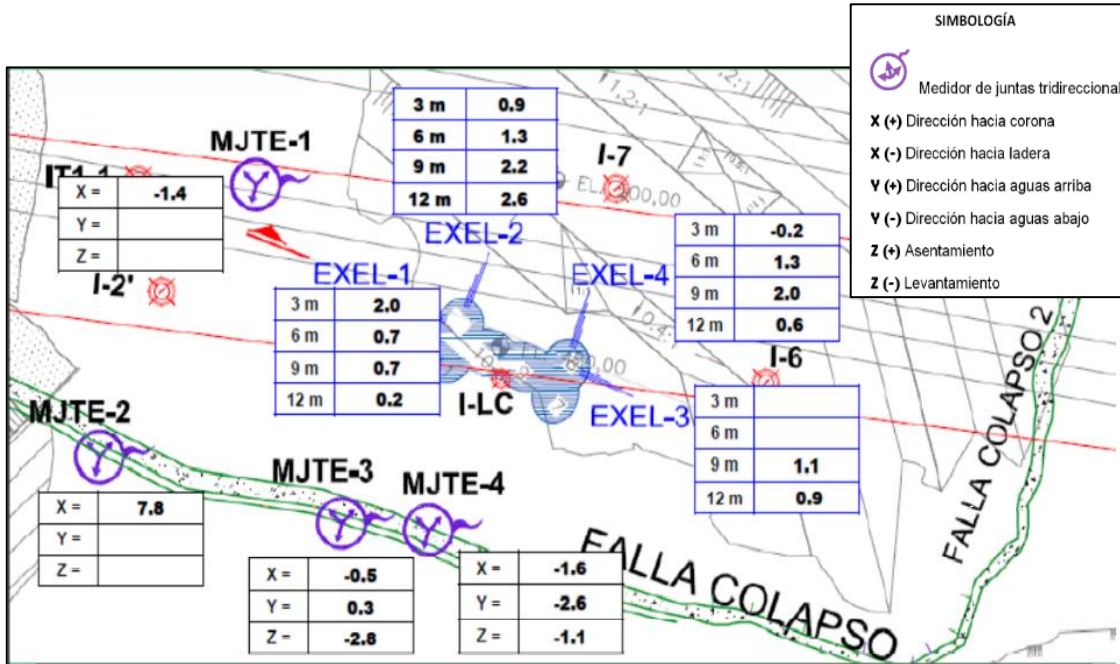 SIMBOLOGÍA
Medidor de juntas tridireccional
X (+) Dirección hacia corona
X (-) Dirección hacia ladera
Y (+) Dirección hacia aguas arriba
Y (-) Dirección hacia aguas abajo
Z (+) Asentamiento
Z (-) Levantamiento
3 m 0.9
6 m 1.3
9 m 2.2
12 m 2.6
MJTE-1
I-7
X = -1.4
Y =
Z =
EXEL-2
3 m -0.2
6 m 1.3
9 m 2.0
12 m 0.6
I-2'
EXEL-1
EXEL-4
3 m 2.0
6 m 0.7
9 m 0.7
12 m 0.2
I-6
I-LC
EXEL-3
3 m
6 m
9 m 1.1
12 m 0.9
MJTE-2
X = 7.8
Y =
Z =
MJTE-3
X = -0.5
Y = 0.3
Z = -2.8
MJTE-4
X = -1.6
Y = -2.6
Z = -1.1
FALLA COLAPSO
FALLA COLAPSO 2